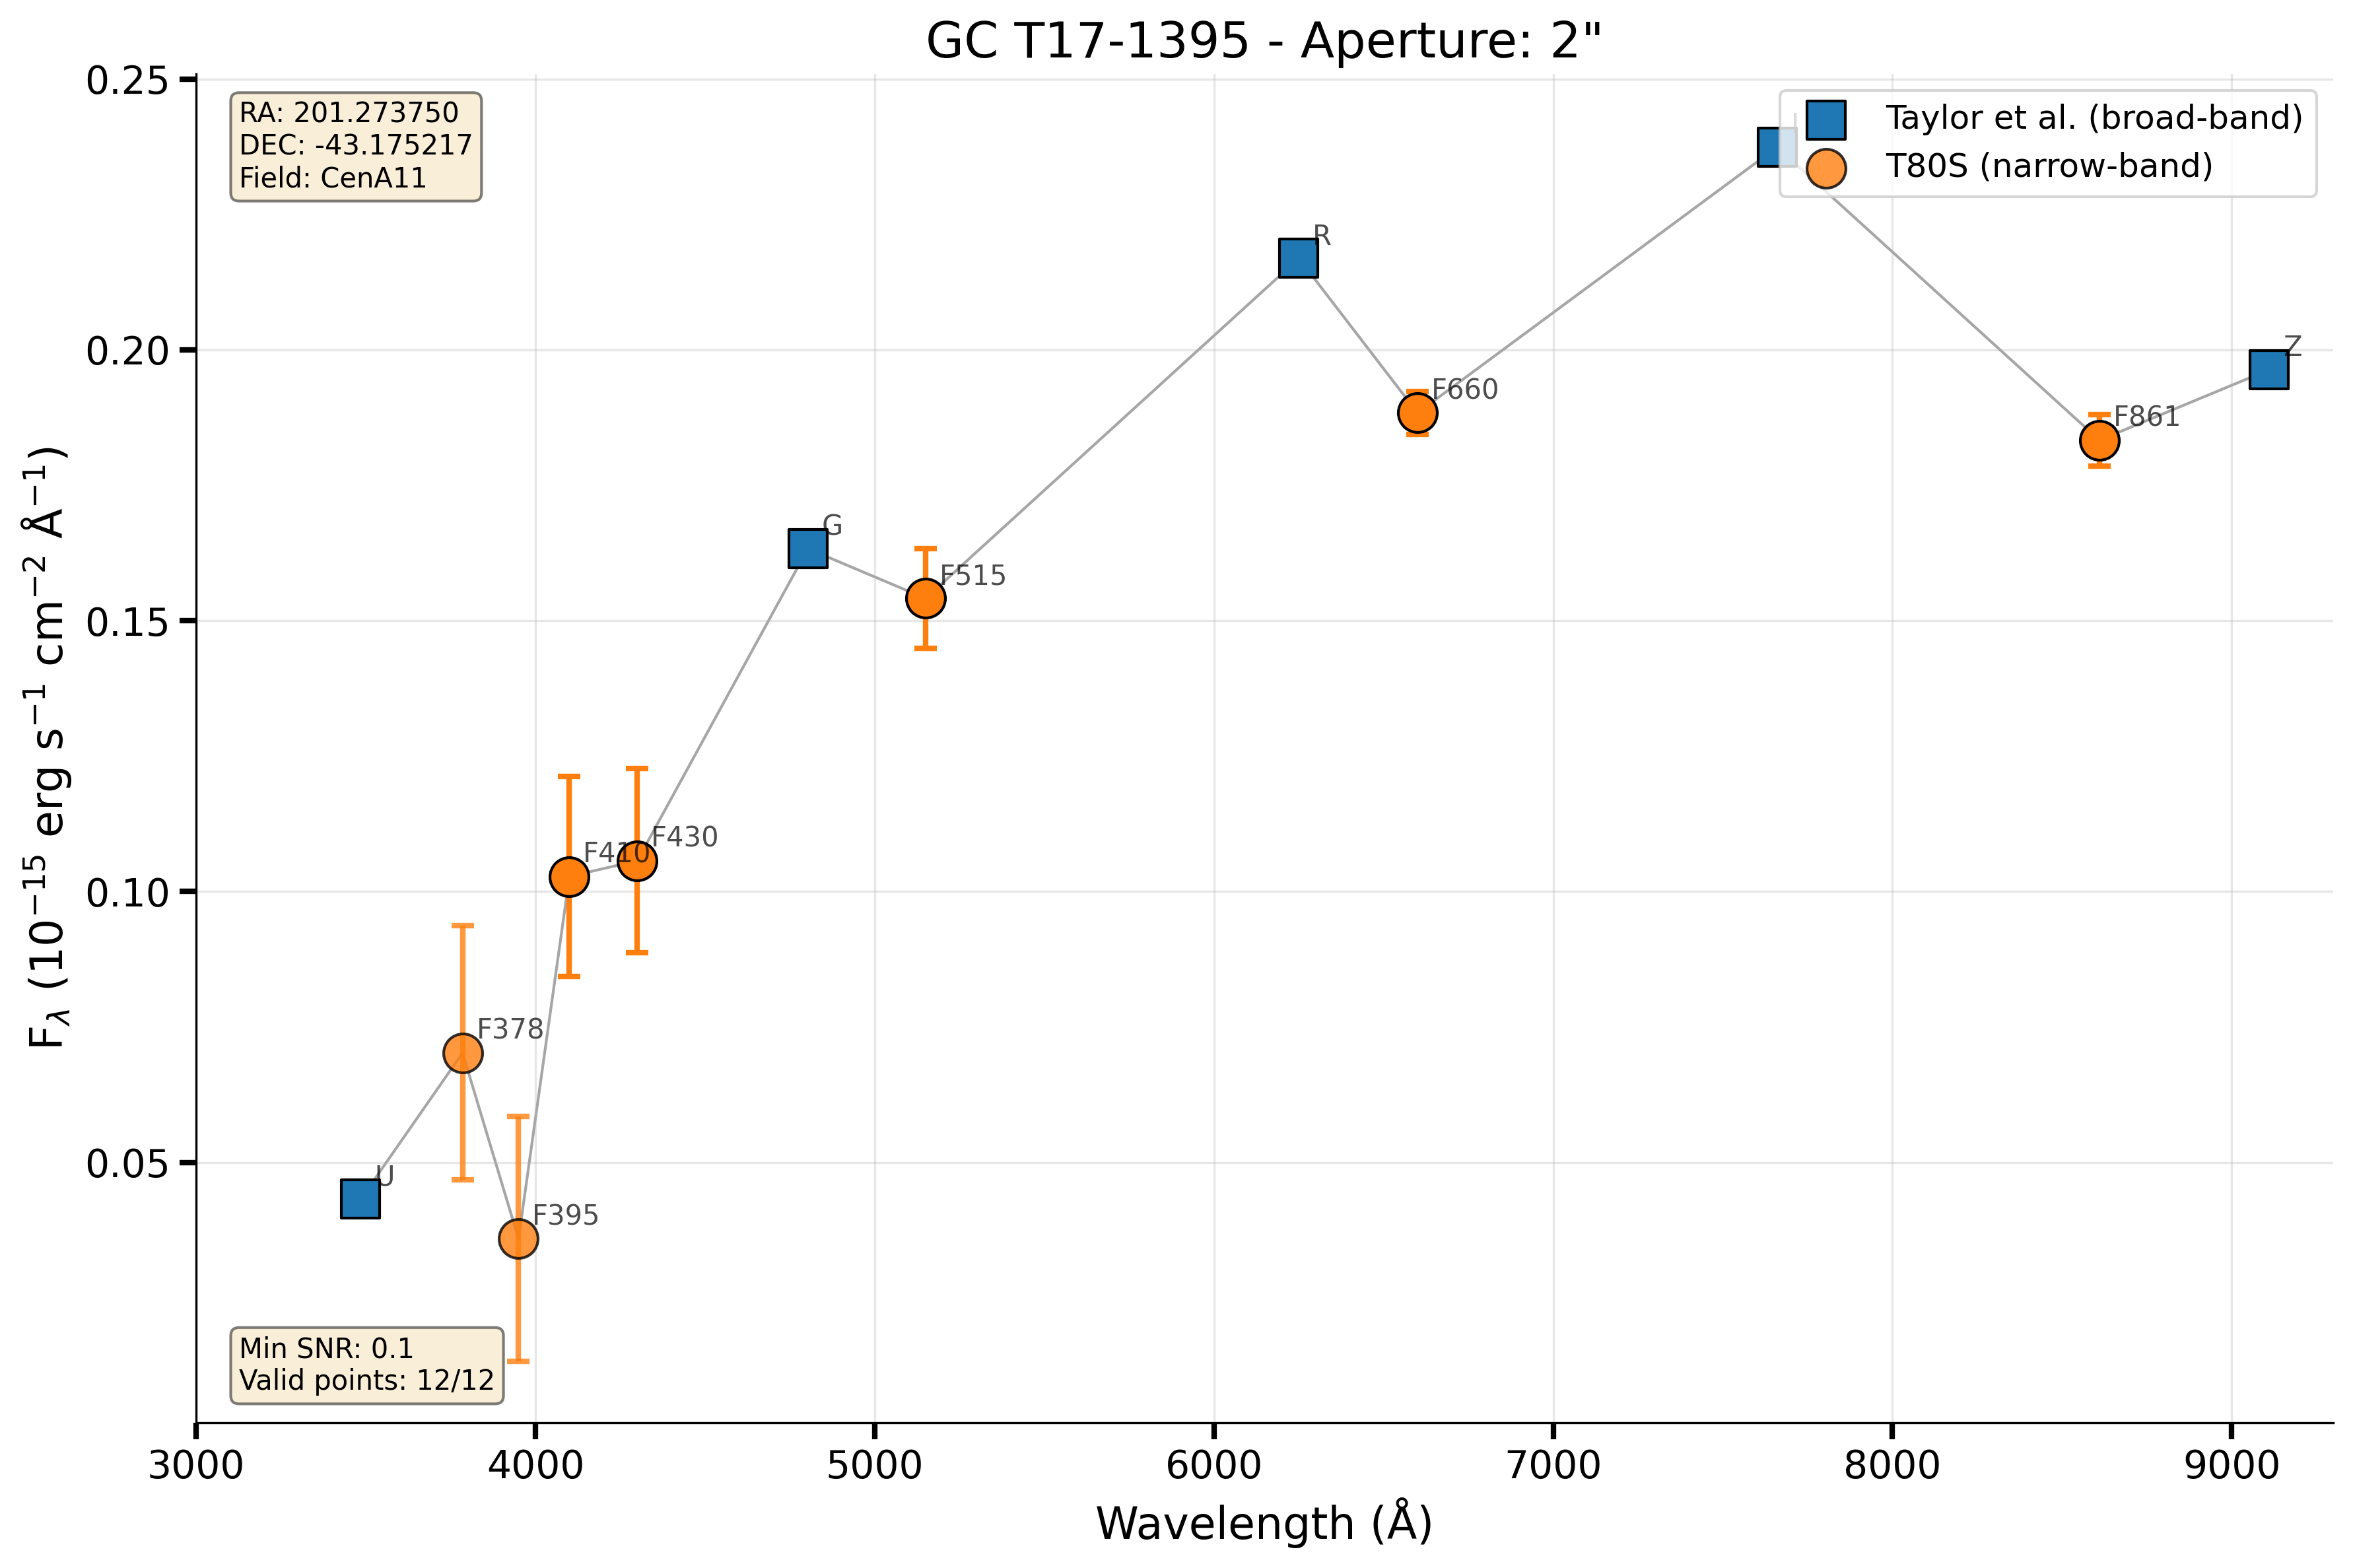 GC T17-1395 - Aperture: 2"
RA: 201.273750
DEC: -43.175217
Field: CenA11
Taylor et al. (broad-band)
T80S (narrow-band)
F_λ (10⁻¹⁵ erg s⁻¹ cm⁻² Å⁻¹)
0.25
0.20
0.15
0.10
0.05
U
F378
F395
F410
F430
G
F515
R
F660
I
F861
Z
Min SNR: 0.1
Valid points: 12/12
3000 4000 5000 6000 7000 8000 9000
Wavelength (Å)